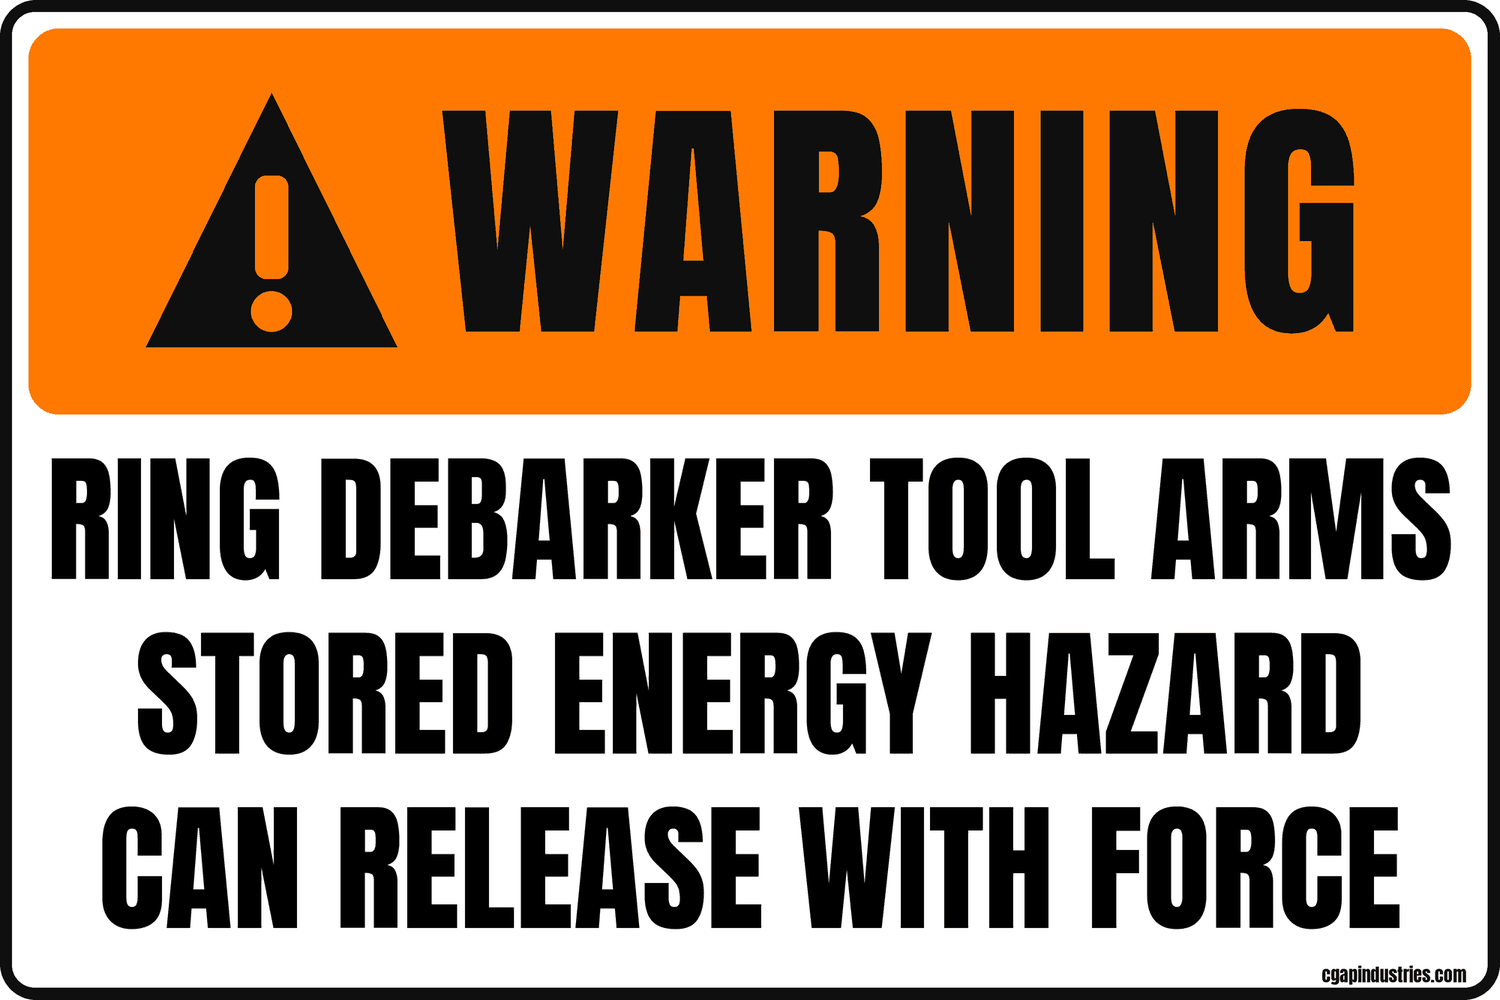 WARNING
RING DEBARKER TOOL ARMS
STORED ENERGY HAZARD
CAN RELEASE WITH FORCE
cgapindustries.com